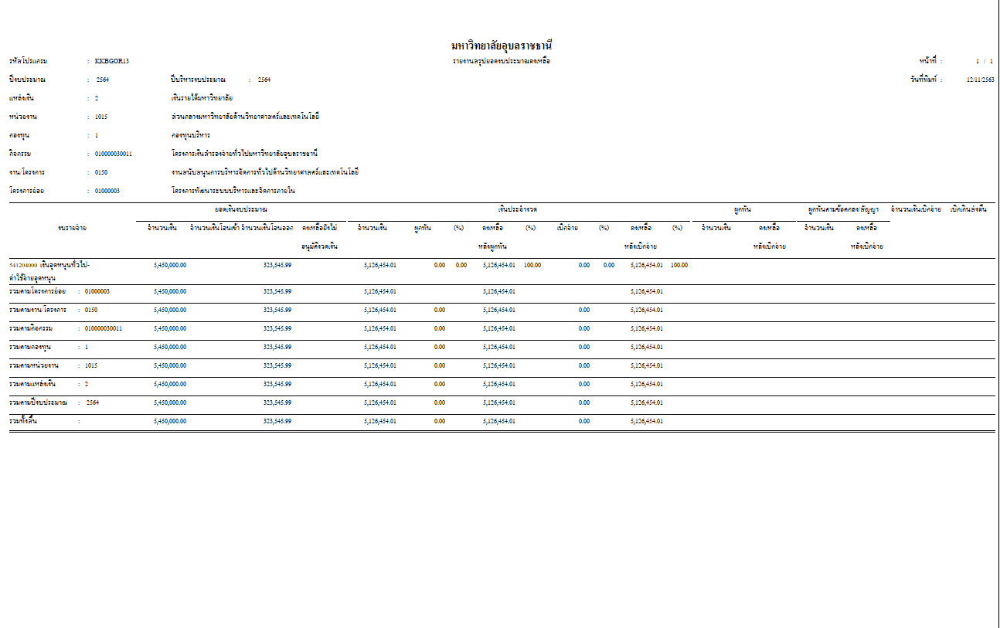 มหาวิทยาลัยอุบลราชธานี
รหัสโปรแกรม : KKBGOR13 รายงานสรุปยอดงบประมาณคงเหลือ หน้าที่ : 1 / 1
ปีงบประมาณ : 2564 ปีบริหารงบประมาณ : 2564 วันที่พิมพ์ : 12/11/2563
แหล่งเงิน : 2 เงินรายได้มหาวิทยาลัย
หน่วยงาน : 1015 ส่วนกลางมหาวิทยาลัยด้านวิทยาศาสตร์และเทคโนโลยี
กองทุน : 1 กองทุนบริหาร
กิจกรรม : 010000030011 โครงการเงินสำรองจ่ายทั่วไปมหาวิทยาลัยอุบลราชธานี
งาน/โครงการ : 0150 งานสนับสนุนการบริหารจัดการทั่วไปด้านวิทยาศาสตร์และเทคโนโลยี
โครงการย่อย : 01000003 โครงการพัฒนาระบบบริหารและจัดการภายใน
ยอดเงินงบประมาณ เงินประจำงวด ผูกพัน ผูกพันตามข้อตกลง/สัญญา จำนวนเงินเบิกจ่าย เบิกเกินส่งคืน
งบรายจ่าย จำนวนเงิน จำนวนเงินโอนเข้า จำนวนเงินโอนออก คงเหลือยังไม่ จำนวนเงิน ผูกพัน (%) คงเหลือ (%) เบิกจ่าย (%) คงเหลือ (%) จำนวนเงิน คงเหลือ จำนวนเงิน คงเหลือ
อนุมัติงวดเงิน หลังผูกพัน หลังเบิกจ่าย หลังเบิกจ่าย หลังเบิกจ่าย
541204000 เงินอุดหนุนทั่วไป- 5,450,000.00 323,545.99 5,126,454.01 0.00 0.00 5,126,454.01 100.00 0.00 0.00 5,126,454.01 100.00
ค่าใช้จ่ายอุดหนุน
รวมตามโครงการย่อย : 01000003 5,450,000.00 323,545.99 5,126,454.01 5,126,454.01 5,126,454.01
รวมตามงาน/โครงการ : 0150 5,450,000.00 323,545.99 5,126,454.01 0.00 5,126,454.01 0.00 5,126,454.01
รวมตามกิจกรรม : 010000030011 5,450,000.00 323,545.99 5,126,454.01 0.00 5,126,454.01 0.00 5,126,454.01
รวมตามกองทุน : 1 5,450,000.00 323,545.99 5,126,454.01 0.00 5,126,454.01 0.00 5,126,454.01
รวมตามหน่วยงาน : 1015 5,450,000.00 323,545.99 5,126,454.01 0.00 5,126,454.01 0.00 5,126,454.01
รวมตามแหล่งเงิน : 2 5,450,000.00 323,545.99 5,126,454.01 0.00 5,126,454.01 0.00 5,126,454.01
รวมตามปีงบประมาณ : 2564 5,450,000.00 323,545.99 5,126,454.01 0.00 5,126,454.01 0.00 5,126,454.01
รวมทั้งสิ้น : 5,450,000.00 323,545.99 5,126,454.01 0.00 5,126,454.01 0.00 5,126,454.01